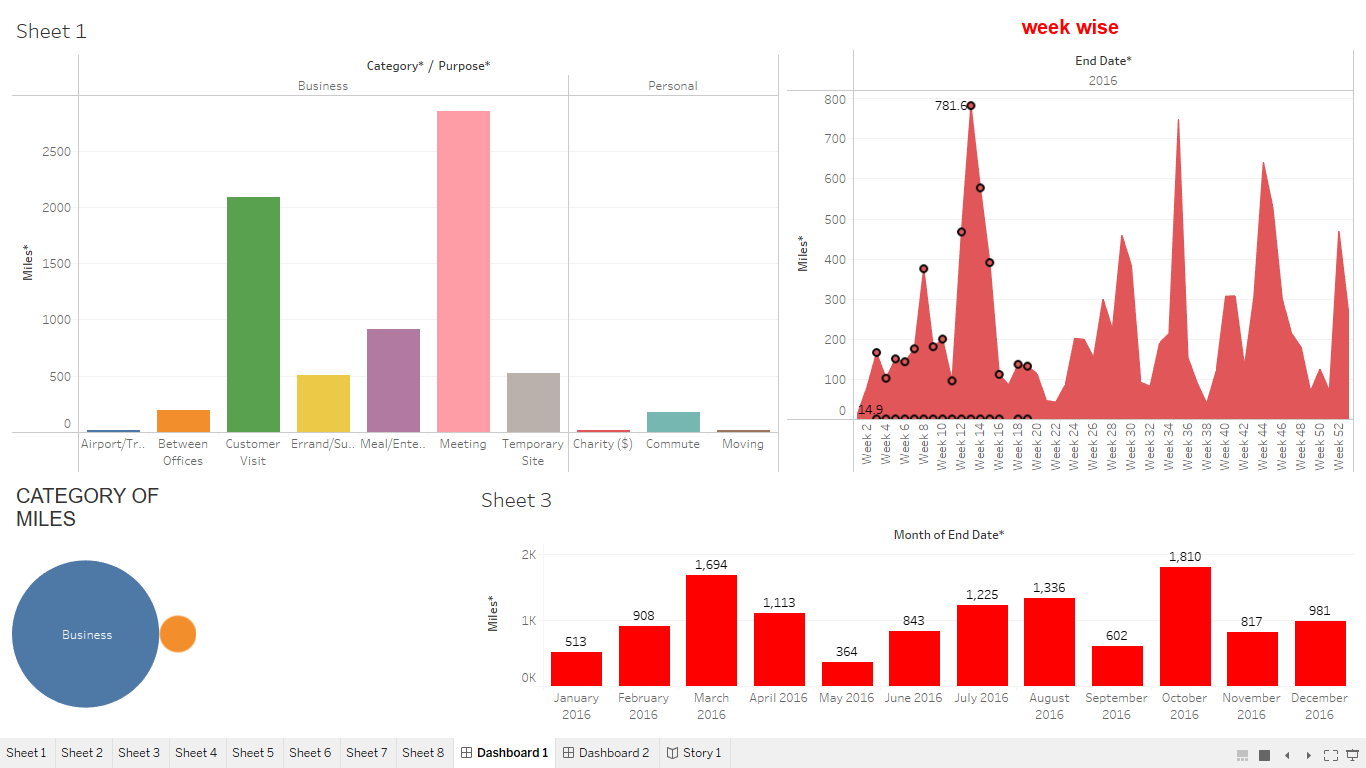 Sheet 1
Category* / Purpose*
Business Personal
Miles*
2500
2000
1500
1000
500
0
Airport/Tr.. Between Offices Customer Visit Errand/Su.. Meal/Ente.. Meeting Temporary Site Charity ($) Commute Moving
week wise
End Date*
2016
Miles*
800
700
600
500
400
300
200
100
0
781.6
14.9
Week 2 Week 4 Week 6 Week 8 Week 10 Week 12 Week 14 Week 16 Week 18 Week 20 Week 22 Week 24 Week 26 Week 28 Week 30 Week 32 Week 34 Week 36 Week 38 Week 40 Week 42 Week 44 Week 46 Week 48 Week 50 Week 52
CATEGORY OF
MILES
Business
Sheet 3
Month of End Date*
Miles*
2K
1K
0K
513 908 1,694 1,113 364 843 1,225 1,336 602 1,810 817 981
January 2016 February 2016 March 2016 April 2016 May 2016 June 2016 July 2016 August 2016 September 2016 October 2016 November 2016 December 2016
Sheet 1 Sheet 2 Sheet 3 Sheet 4 Sheet 5 Sheet 6 Sheet 7 Sheet 8 Dashboard 1 Dashboard 2 Story 1